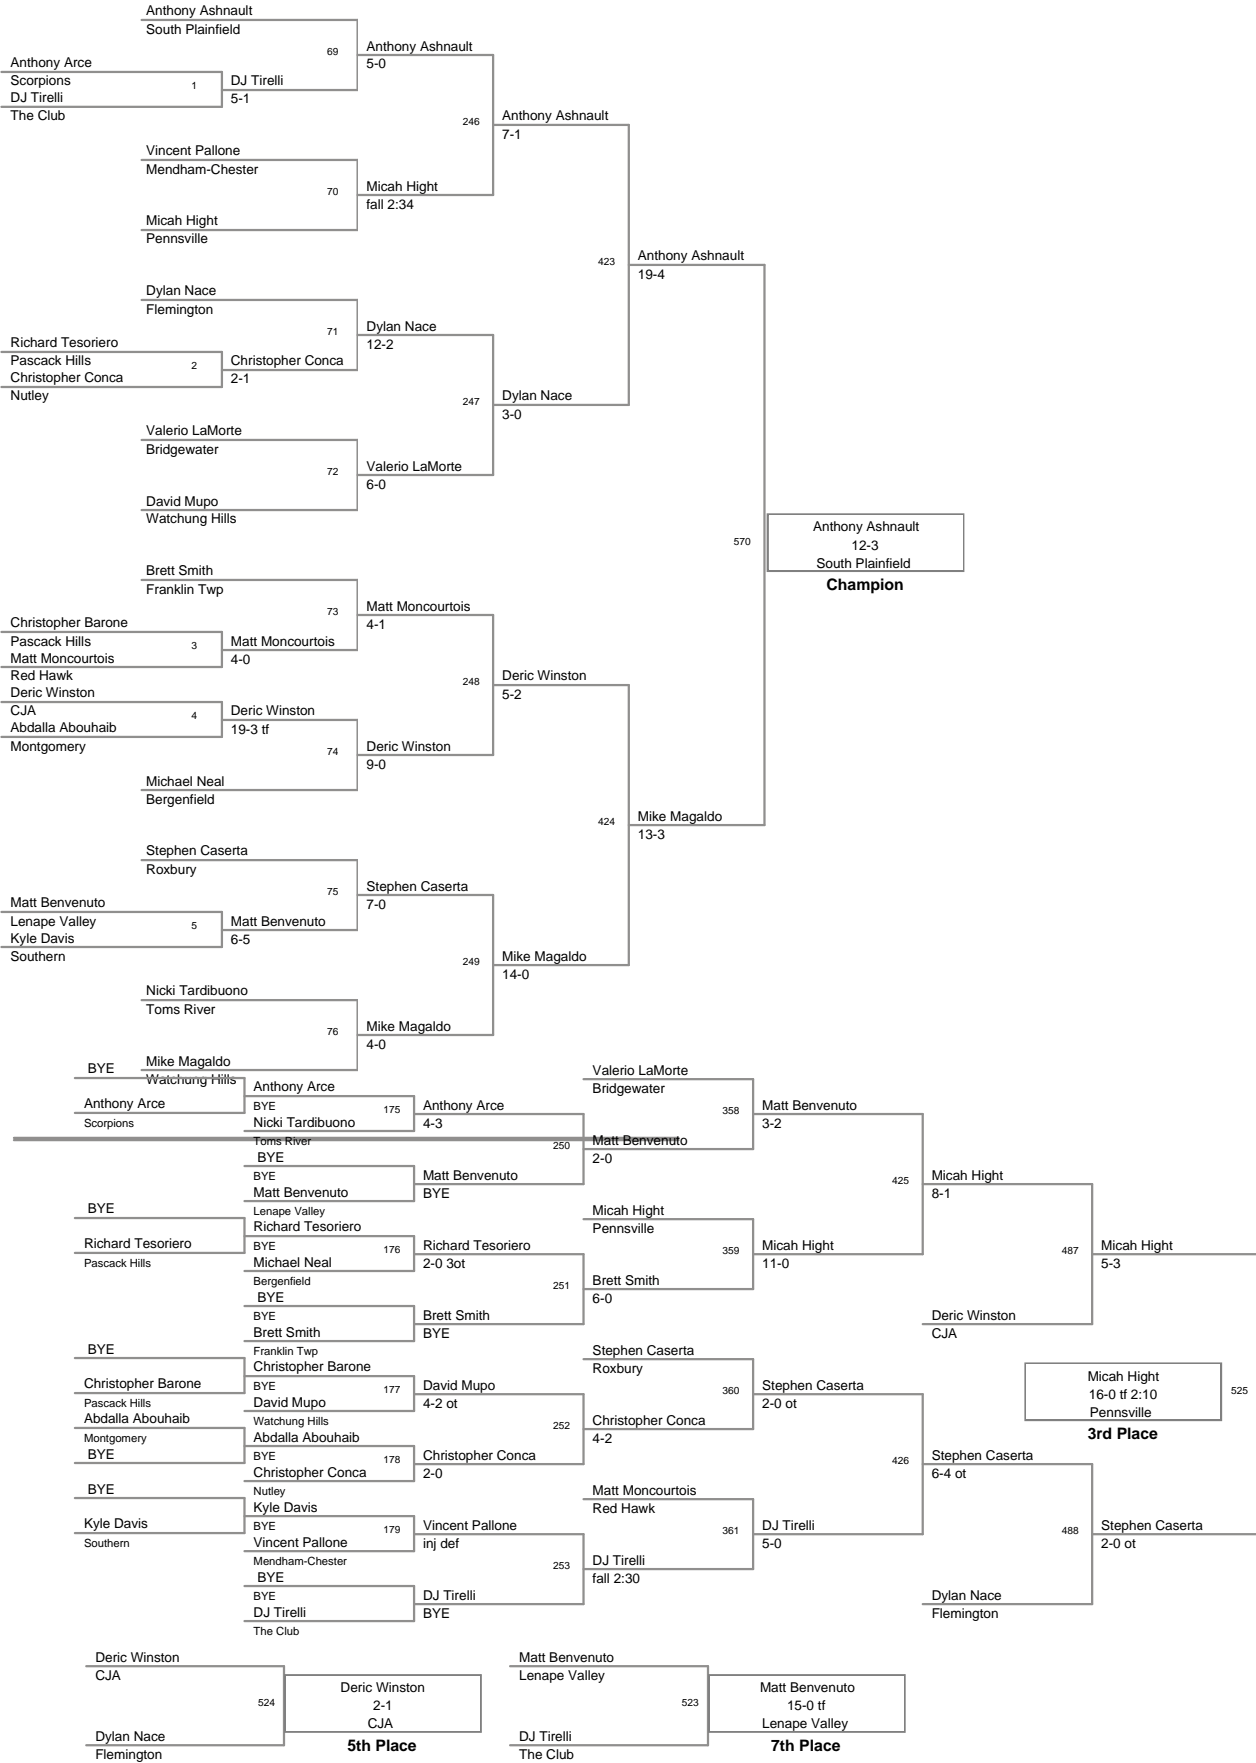 Anthony Ashnault
South Plainfield
69
Anthony Ashnault
5-0
Anthony Arce
Scorpions
1
DJ Tirelli
DJ Tirelli
5-1
The Club
246
Anthony Ashnault
7-1
Vincent Pallone
Mendham-Chester
70
Micah Hight
fall 2:34
Micah Hight
Pennsville
423
Anthony Ashnault
19-4
Dylan Nace
Flemington
71
Dylan Nace
12-2
Richard Tesoriero
Pascack Hills
2
Christopher Conca
Christopher Conca
2-1
Nutley
247
Dylan Nace
3-0
Valerio LaMorte
Bridgewater
72
Valerio LaMorte
6-0
David Mupo
Watchung Hills
570
Anthony Ashnault
12-3
South Plainfield
Champion
Brett Smith
Franklin Twp
73
Matt Moncourtois
4-1
Christopher Barone
Pascack Hills
3
Matt Moncourtois
Matt Moncourtois
4-0
Red Hawk
248
Deric Winston
5-2
Deric Winston
CJA
4
Deric Winston
Abdalla Abouhaib
19-3 tf
Montgomery
74
Deric Winston
9-0
Michael Neal
Bergenfield
424
Mike Magaldo
13-3
Stephen Caserta
Roxbury
75
Stephen Caserta
7-0
Matt Benvenuto
Lenape Valley
5
Matt Benvenuto
Kyle Davis
6-5
Southern
249
Mike Magaldo
14-0
Nicki Tardibuono
Toms River
76
Mike Magaldo
4-0
Mike Magaldo
Watchung Hills
BYE
Anthony Arce
Scorpions
Anthony Arce
BYE
175
Nicki Tardibuono
Toms River
Anthony Arce
4-3
250
Matt Benvenuto
2-0
BYE
BYE
Matt Benvenuto
Lenape Valley
Matt Benvenuto
BYE
Valerio LaMorte
Bridgewater
358
Matt Benvenuto
3-2
425
Micah Hight
8-1
BYE
Richard Tesoriero
Pascack Hills
Richard Tesoriero
BYE
176
Michael Neal
Bergenfield
Richard Tesoriero
2-0 3ot
251
Brett Smith
6-0
BYE
BYE
Brett Smith
Franklin Twp
Brett Smith
BYE
Micah Hight
Pennsville
359
Micah Hight
11-0
487
Micah Hight
5-3
Deric Winston
CJA
BYE
Christopher Barone
Pascack Hills
Christopher Barone
BYE
177
David Mupo
Watchung Hills
David Mupo
4-2 ot
252
Christopher Conca
4-2
Abdalla Abouhaib
Montgomery
BYE
Abdalla Abouhaib
BYE
178
Christopher Conca
Nutley
Christopher Conca
2-0
Stephen Caserta
Roxbury
360
Stephen Caserta
2-0 ot
426
Stephen Caserta
6-4 ot
Micah Hight
16-0 tf 2:10
Pennsville
525
3rd Place
BYE
Kyle Davis
Southern
Kyle Davis
BYE
179
Vincent Pallone
Mendham-Chester
Vincent Pallone
inj def
253
DJ Tirelli
fall 2:30
BYE
BYE
DJ Tirelli
The Club
DJ Tirelli
BYE
Matt Moncourtois
Red Hawk
361
DJ Tirelli
5-0
488
Stephen Caserta
2-0 ot
Dylan Nace
Flemington
Deric Winston
CJA
524
Dylan Nace
Flemington
Deric Winston
2-1
CJA
5th Place
Matt Benvenuto
Lenape Valley
523
DJ Tirelli
The Club
Matt Benvenuto
15-0 tf
Lenape Valley
7th Place